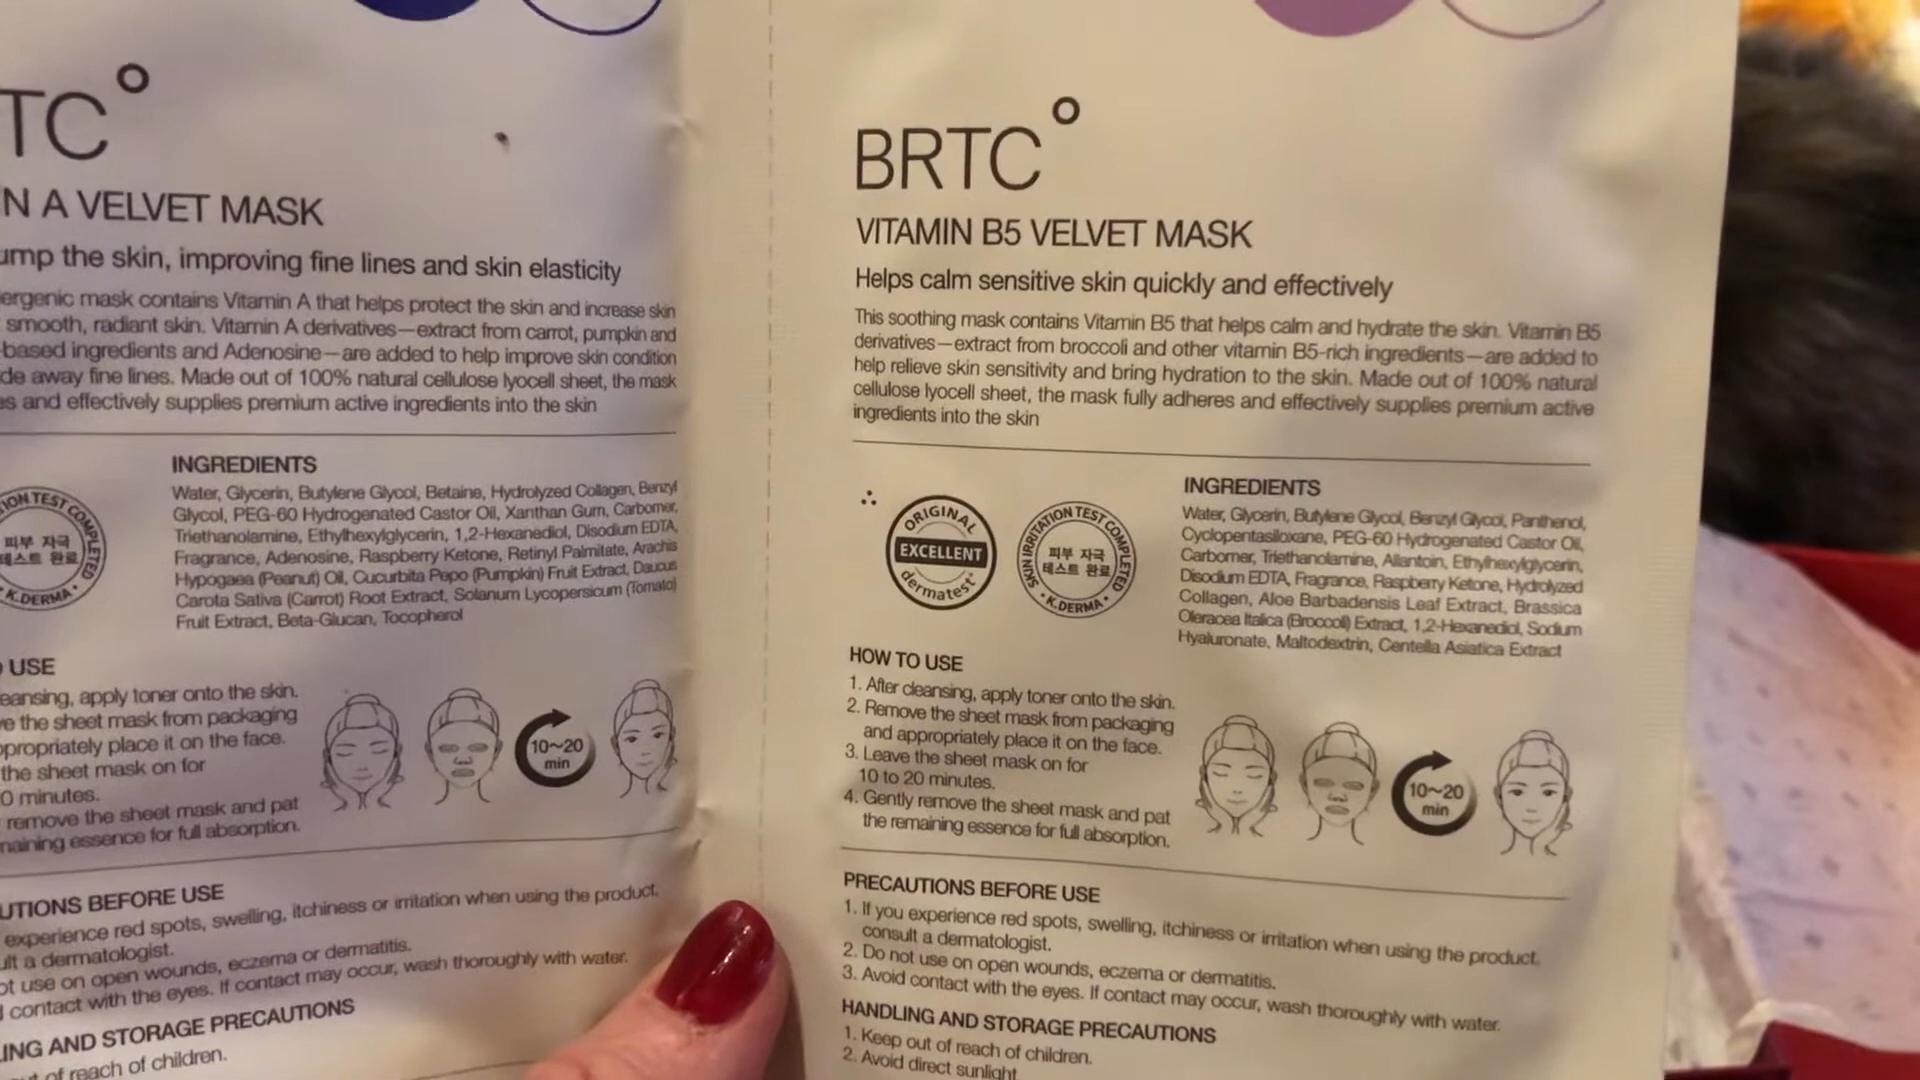 TC°
N A VELVET MASK
ump the skin, improving fine lines and skin elasticity
ergenic mask contains Vitamin A that helps protect the skin and increase skin
smooth, radiant skin. Vitamin A derivatives—extract from carrot, pumpkin and
-based ingredients and Adenosine—are added to help improve skin condition
de away fine lines. Made out of 100% natural cellulose lyocell sheet, the mask
es and effectively supplies premium active ingredients into the skin
ION TEST COMPLETED
피부 자극
테스트 완료
• K.DERMA •
INGREDIENTS
Water, Glycerin, Butylene Glycol, Betaine, Hydrolyzed Collagen, Benzyl
Glycol, PEG-60 Hydrogenated Castor Oil, Xanthan Gum, Carbomer,
Triethanolamine, Ethylhexylglycerin, 1,2-Hexanediol, Disodium EDTA,
Fragrance, Adenosine, Raspberry Ketone, Retinyl Palmitate, Arachis
Hypogaea (Peanut) Oil, Cucurbita Pepo (Pumpkin) Fruit Extract, Daucus
Carota Sativa (Carrot) Root Extract, Solanum Lycopersicum (Tomato)
Fruit Extract, Beta-Glucan, Tocopherol
USE
eansing, apply toner onto the skin.
ve the sheet mask from packaging
ppropriately place it on the face.
the sheet mask on for
0 minutes.
remove the sheet mask and pat
maining essence for full absorption.
10~20
min
UTIONS BEFORE USE
experience red spots, swelling, itchiness or irritation when using the product,
ult a dermatologist.
ot use on open wounds, eczema or dermatitis.
contact with the eyes. If contact may occur, wash thoroughly with water.
ING AND STORAGE PRECAUTIONS
of reach of children.
BRTC°
VITAMIN B5 VELVET MASK
Helps calm sensitive skin quickly and effectively
This soothing mask contains Vitamin B5 that helps calm and hydrate the skin. Vitamin B5
derivatives—extract from broccoli and other vitamin B5-rich ingredients—are added to
help relieve skin sensitivity and bring hydration to the skin. Made out of 100% natural
cellulose lyocell sheet, the mask fully adheres and effectively supplies premium active
ingredients into the skin
ORIGINAL
EXCELLENT
dermatest
SKIN IRRITATION TEST COMPLETED
피부 자극
테스트 완료
• K.DERMA •
INGREDIENTS
Water, Glycerin, Butylene Glycol, Benzyl Glycol, Panthenol,
Cyclopentasiloxane, PEG-60 Hydrogenated Castor Oil,
Carbomer, Triethanolamine, Allantoin, Ethylhexylglycerin,
Disodium EDTA, Fragrance, Raspberry Ketone, Hydrolyzed
Collagen, Aloe Barbadensis Leaf Extract, Brassica
Oleracea Italica (Broccoli) Extract, 1,2-Hexanediol, Sodium
Hyaluronate, Maltodextrin, Centella Asiatica Extract
HOW TO USE
1. After cleansing, apply toner onto the skin.
2. Remove the sheet mask from packaging
and appropriately place it on the face.
3. Leave the sheet mask on for
10 to 20 minutes.
4. Gently remove the sheet mask and pat
the remaining essence for full absorption.
10~20
min
PRECAUTIONS BEFORE USE
1. If you experience red spots, swelling, itchiness or irritation when using the product,
consult a dermatologist.
2. Do not use on open wounds, eczema or dermatitis.
3. Avoid contact with the eyes. If contact may occur, wash thoroughly with water.
HANDLING AND STORAGE PRECAUTIONS
1. Keep out of reach of children.
2. Avoid direct sunlight